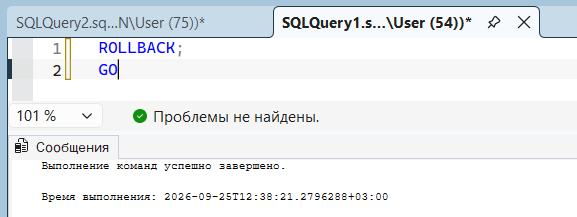 SQLQuery2.sq...N\User (75))*
SQLQuery1.s...\User (54))*
1 ROLLBACK;
2 GO
101 %
Проблемы не найдены.
Сообщения
Выполнение команд успешно завершено.
Время выполнения: 2026-09-25T12:38:21.2796288+03:00